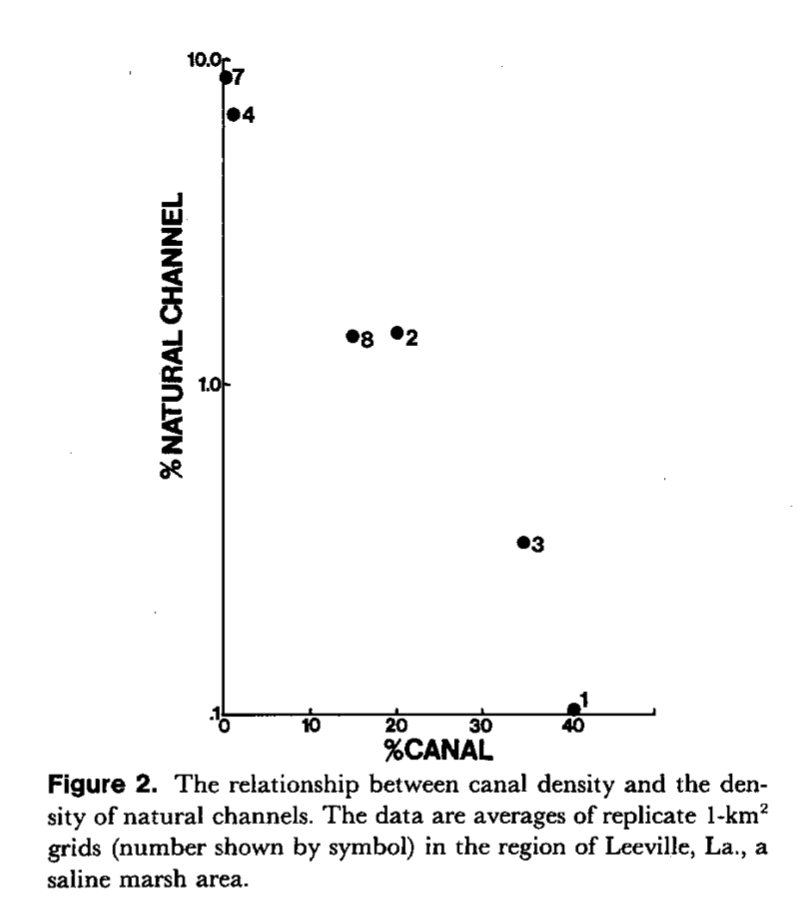 10.0
7
4
% NATURAL CHANNEL
8
2
1.0
3
1
.1
0 10 20 30 40
%CANAL
Figure 2. The relationship between canal density and the den-
sity of natural channels. The data are averages of replicate 1-km²
grids (number shown by symbol) in the region of Leeville, La., a
saline marsh area.